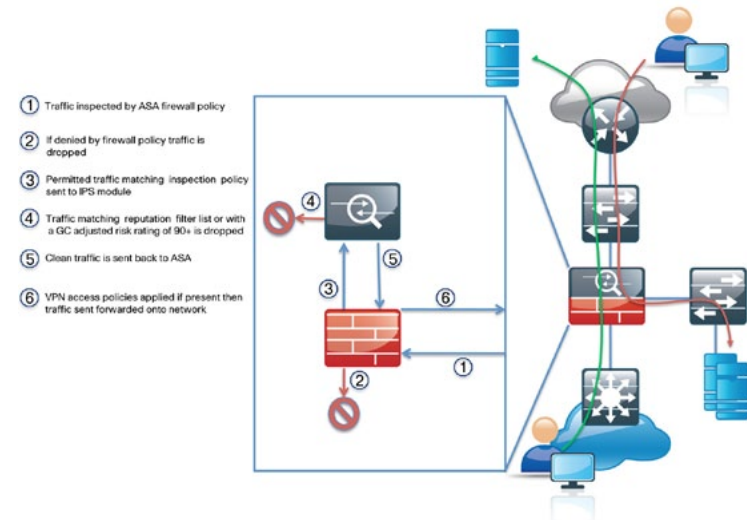 1 Traffic inspected by ASA firewall policy
2 If denied by firewall policy traffic is
dropped
3 Permitted traffic matching inspection policy
sent to IPS module
4 Traffic matching reputation filter list or with
a GC adjusted risk rating of 90+ is dropped
5 Clean traffic is sent back to ASA
6 VPN access policies applied if present then
traffic sent forwarded onto network
4
5
3
6
1
2